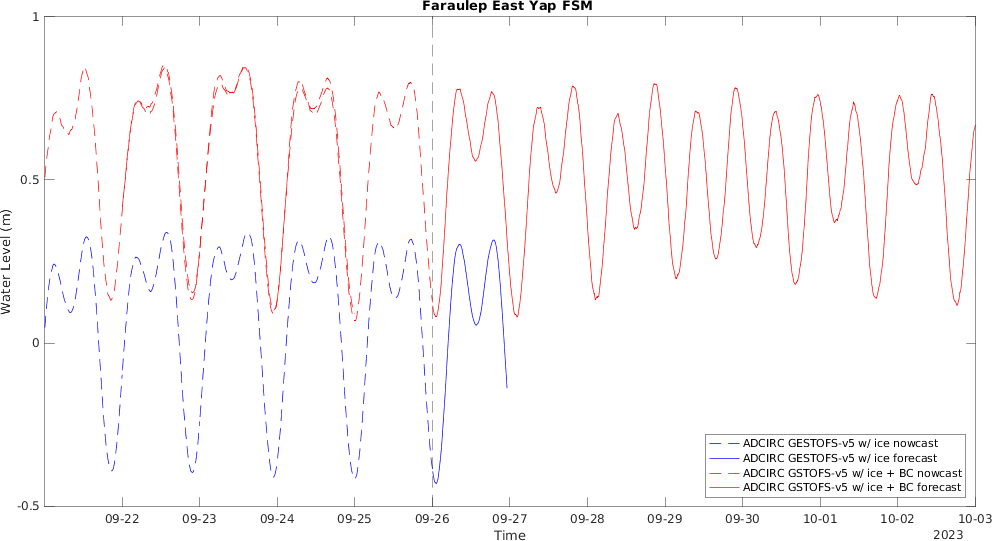 Faraulep East Yap FSM
1
0.5
0
-0.5
Water Level (m)
09-22
09-23
09-24
09-25
09-26
09-27
09-28
09-29
09-30
10-01
10-02
10-03
2023
Time
ADCIRC GESTOFS-v5 w/ ice nowcast
ADCIRC GESTOFS-v5 w/ ice forecast
ADCIRC GSTOFS-v5 w/ ice + BC nowcast
ADCIRC GSTOFS-v5 w/ ice + BC forecast